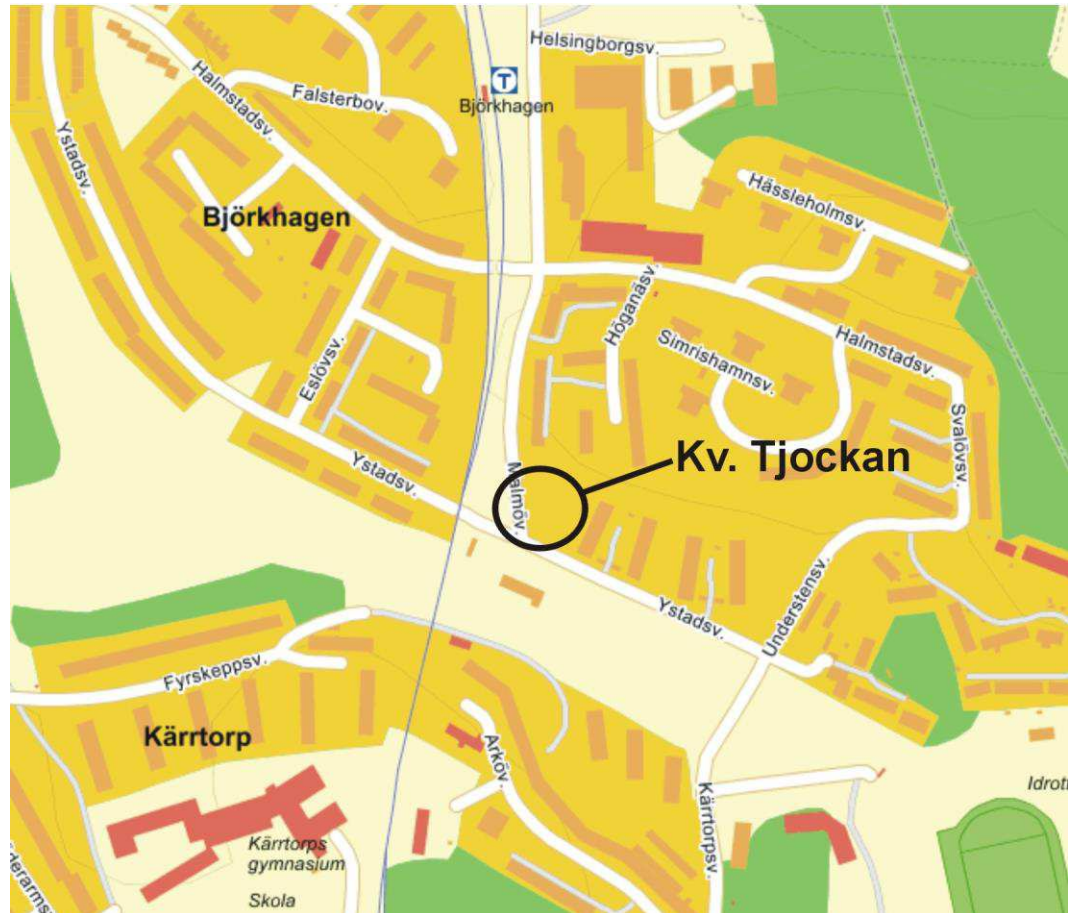 Helsingborgsv.
T
Björkhagen
Halmstadsv.
Falsterbov.
Ystadsv.
Hässleholmsv.
Björkhagen
Höganäsv.
Simrishamnsv.
Halmstadsv.
Eslövsv.
Svalövsv.
Kv. Tjockan
Ystadsv.
Malmöv.
Ystadsv.
Understensv.
Fyrskeppsv.
Kärrtorp
Arköv.
Kärrtorpsv.
Idrott
Kärrtorps
gymnasium
Skola